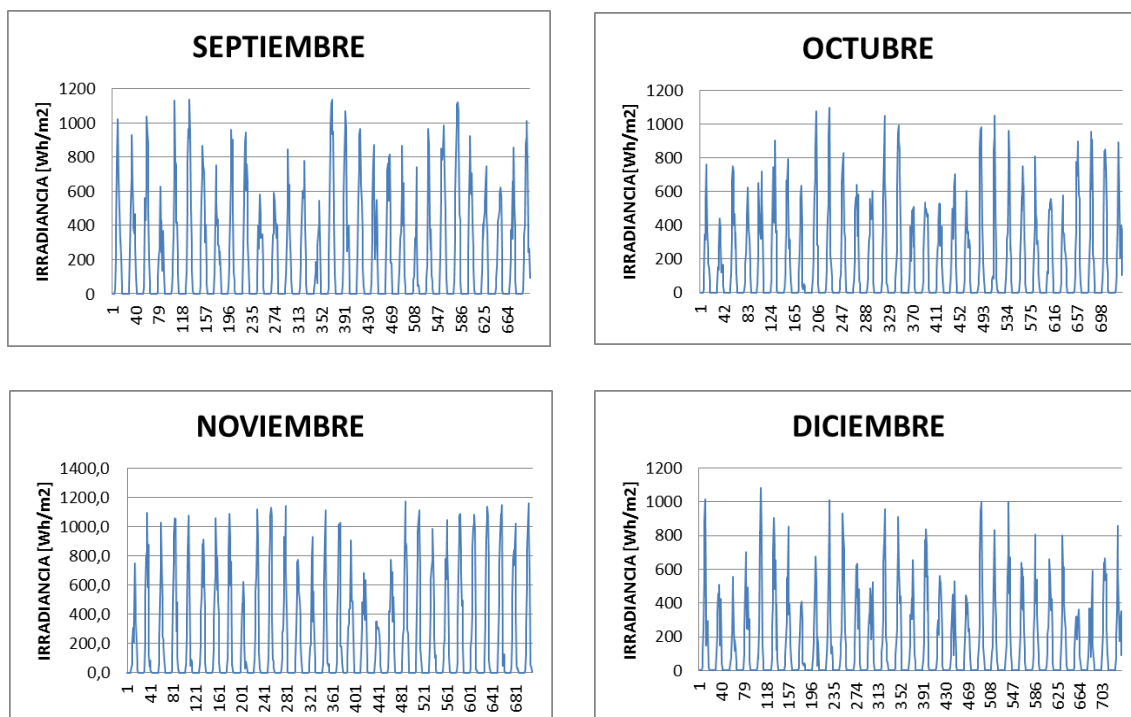 SEPTIEMBRE
IRRADIANCIA [Wh/m2]
1200
1000
800
600
400
200
0
1 40 79 118 157 196 235 274 313 352 391 430 469 508 547 586 625 664
OCTUBRE
IRRADIANCIA[Wh/m2]
1200
1000
800
600
400
200
0
1 42 83 124 165 206 247 288 329 370 411 452 493 534 575 616 657 698
NOVIEMBRE
IRRADIANCIA [Wh/m2]
1400,0
1200,0
1000,0
800,0
600,0
400,0
200,0
0,0
1 41 81 121 161 201 241 281 321 361 401 441 481 521 561 601 641 681
DICIEMBRE
IRRADIANCIA [Wh/m2]
1200
1000
800
600
400
200
0
1 40 79 118 157 196 235 274 313 352 391 430 469 508 547 586 625 664 703